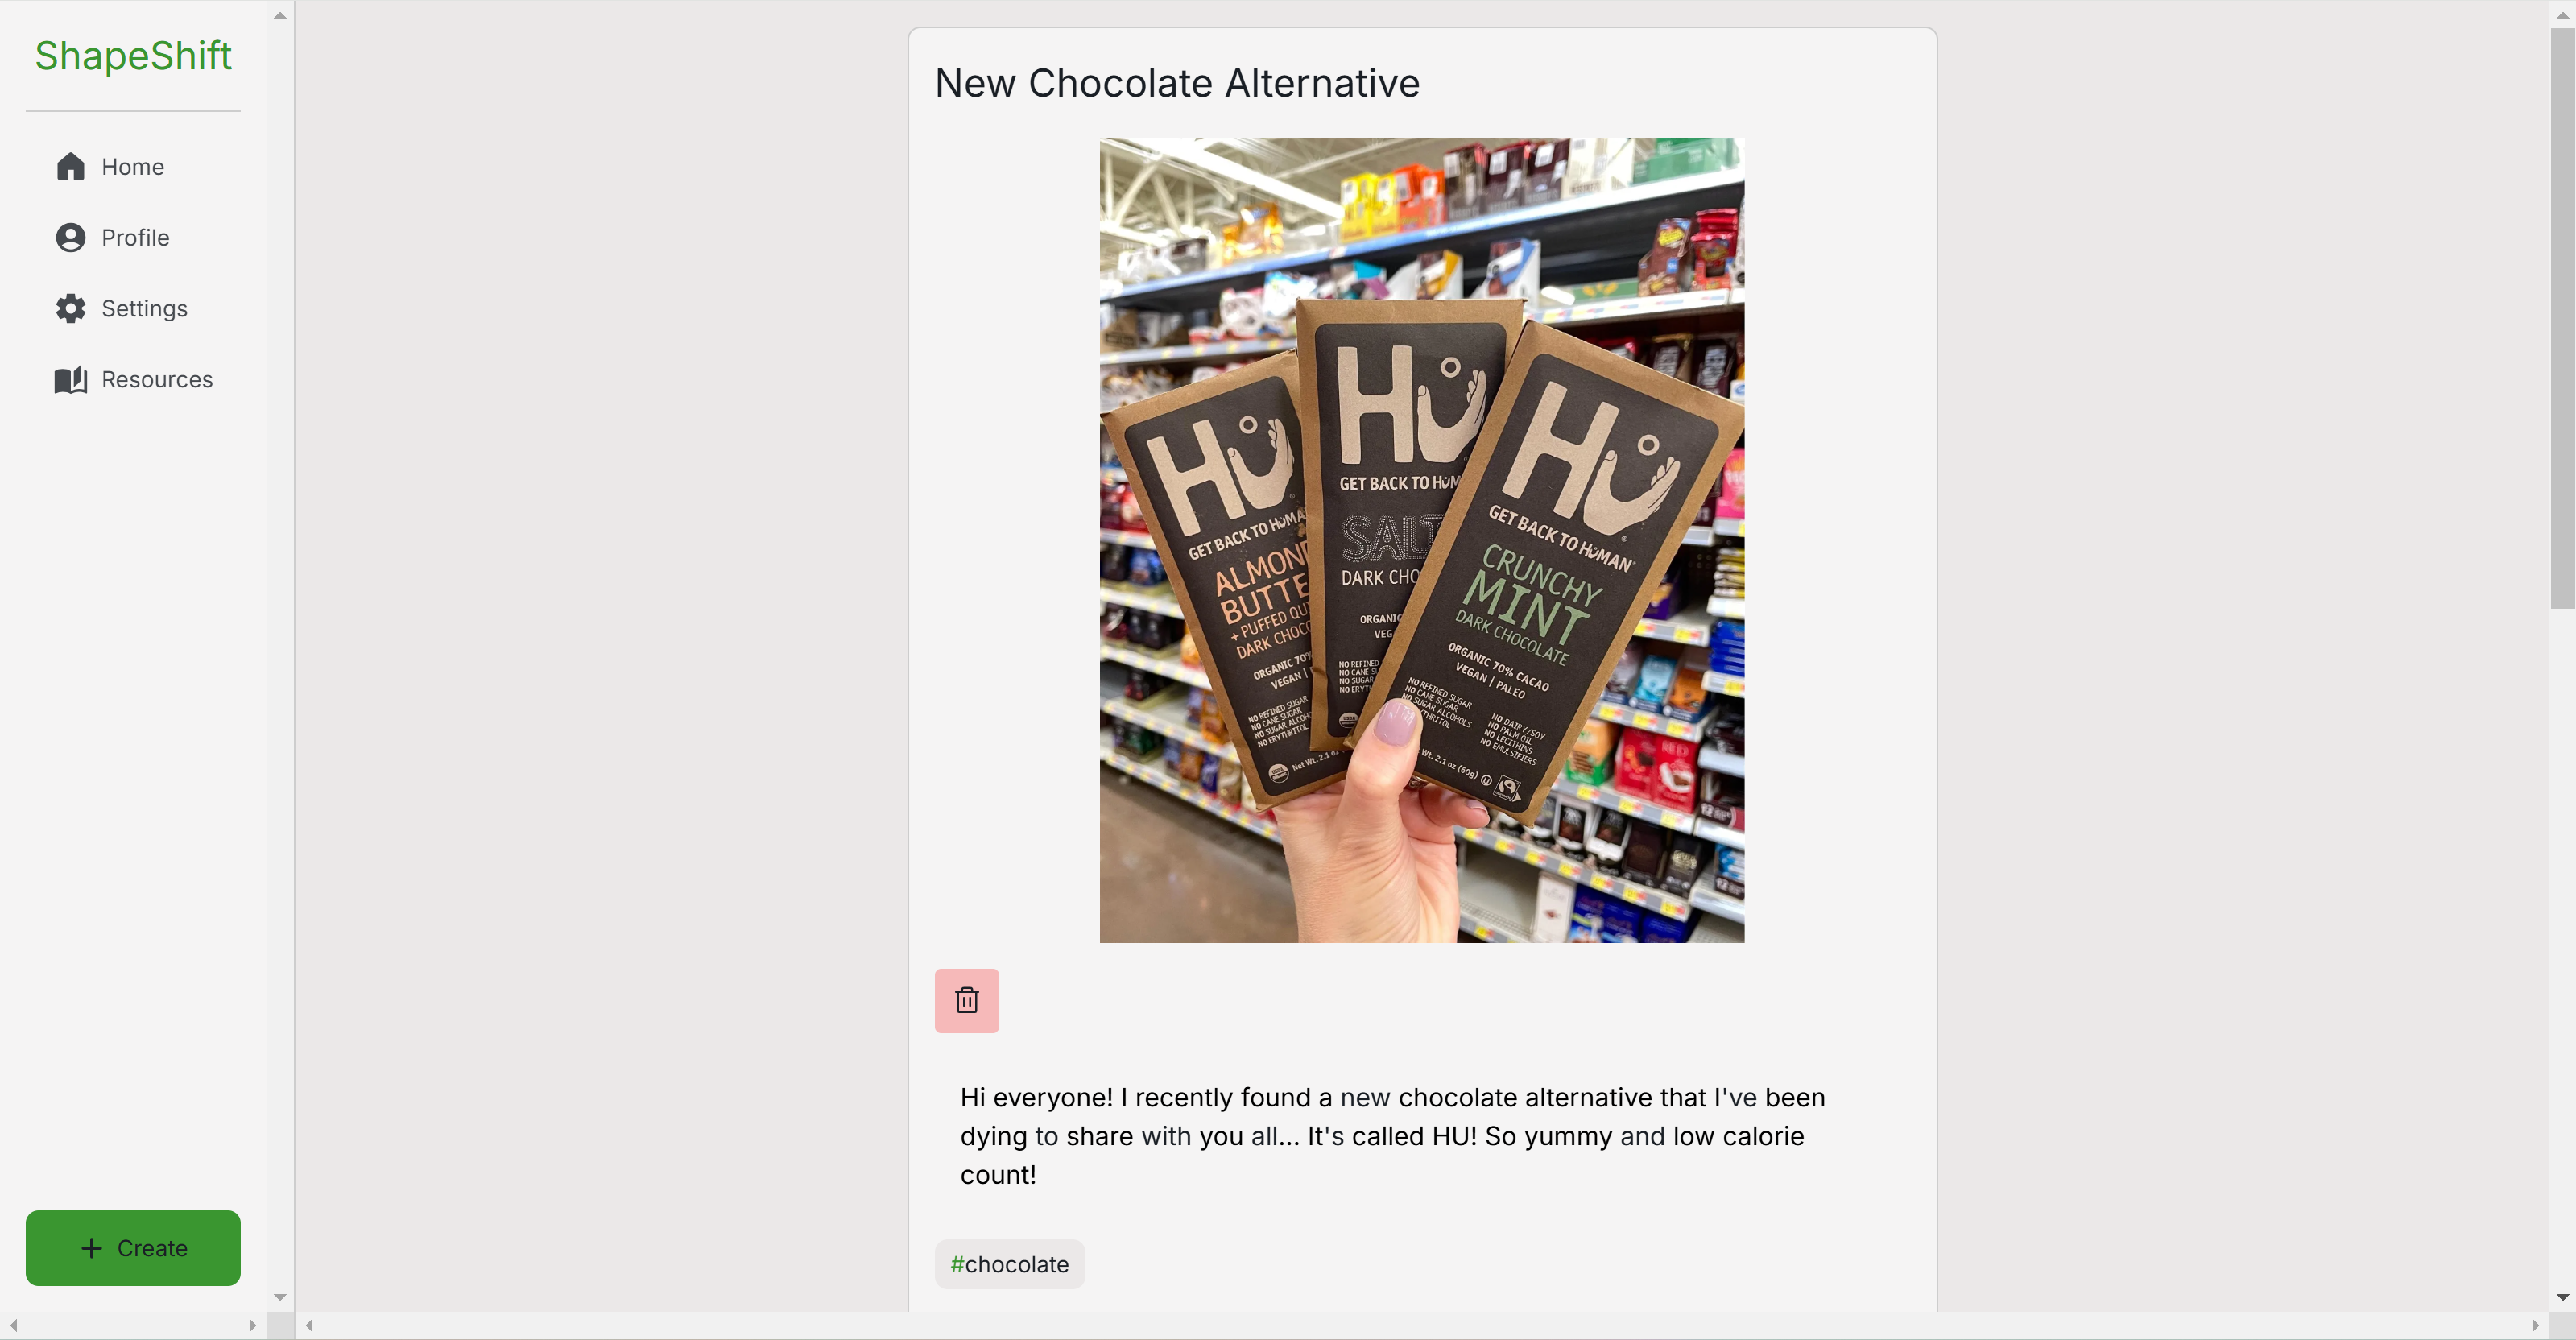 ShapeShift
Home
Profile
Settings
Resources
+ Create
New Chocolate Alternative
HU
GET BACK TO HUMA
ALMON
BUTTE
+ PUFFED QU
DARK CHOC
ORGANIC 70%
VEGAN |
NO REFINED SUGAR
NO CANE SUGAR
NO SUGAR ALCOH
NO ERYTHRITOL
Net Wt. 2.1 oz
HU
GET BACK TO HUM
SALT
DARK CHO
ORGANIC
VEG
NO REFINED
NO CANE S
NO SUGAR
NO ERYT
HU
GET BACK TO HUMAN
CRUNCHY
MINT
DARK CHOCOLATE
ORGANIC 70% CACAO
VEGAN | PALEO
NO REFINED SUGAR
NO CANE SUGAR
NO SUGAR ALCOHOLS
YTHRITOL
NO DAIRY/SOY
NO PALM OIL
NO LECITHINS
NO EMULSIFIERS
Wt. 2.1 oz (60g)
Hi everyone! I recently found a new chocolate alternative that I've been
dying to share with you all... It's called HU! So yummy and low calorie
count!
#chocolate